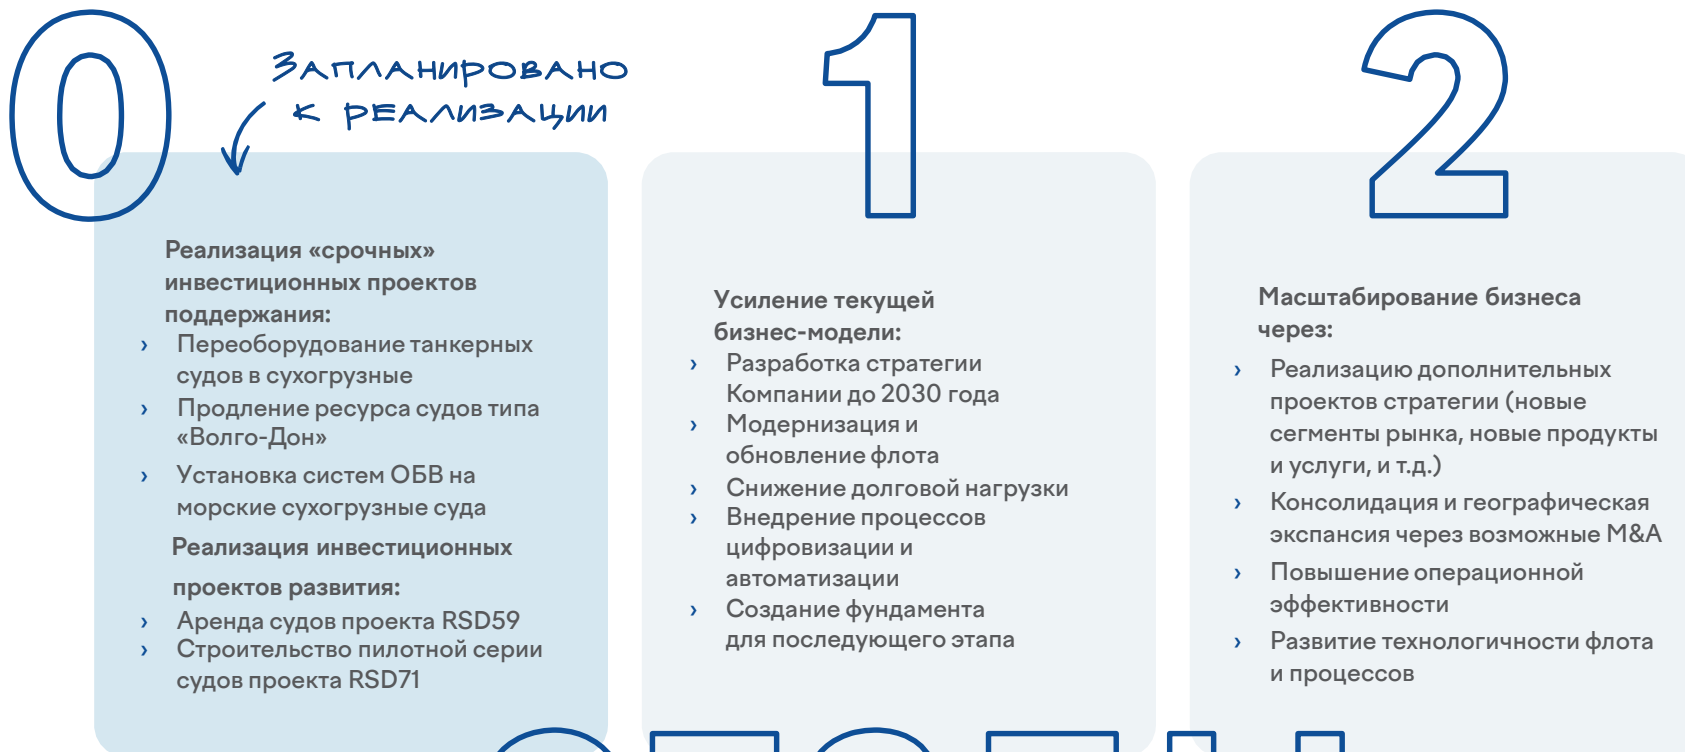 0
Запланировано
к реализации
Реализация «срочных»
инвестиционных проектов
поддержания:
› Переоборудование танкерных
судов в сухогрузные
› Продление ресурса судов типа
«Волго-Дон»
› Установка систем ОБВ на
морские сухогрузные суда
Реализация инвестиционных
проектов развития:
› Аренда судов проекта RSD59
› Строительство пилотной серии
судов проекта RSD71
1
Усиление текущей
бизнес-модели:
› Разработка стратегии
Компании до 2030 года
› Модернизация и
обновление флота
› Снижение долговой нагрузки
› Внедрение процессов
цифровизации и
автоматизации
› Создание фундамента
для последующего этапа
2
Масштабирование бизнеса
через:
› Реализацию дополнительных
проектов стратегии (новые
сегменты рынка, новые продукты
и услуги, и т.д.)
› Консолидация и географическая
экспансия через возможные M&A
› Повышение операционной
эффективности
› Развитие технологичности флота
и процессов